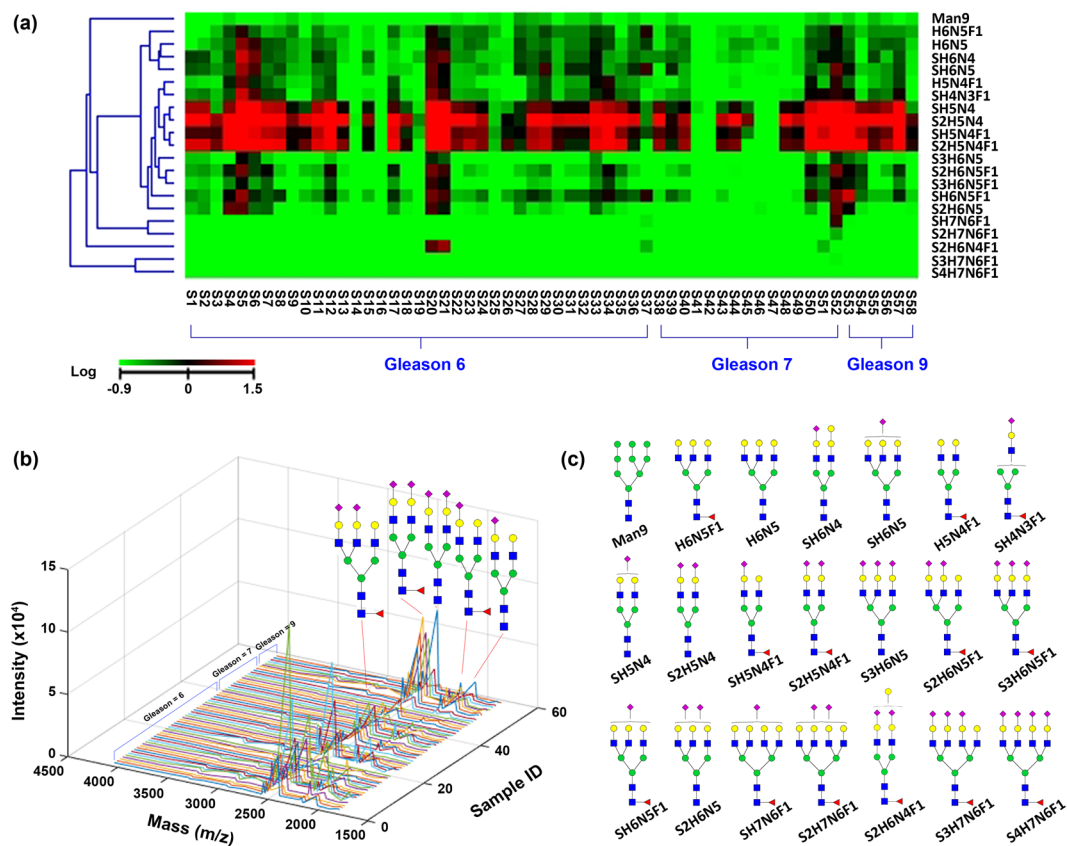 (a)
Man9
H6N5F1
H6N5
SH6N4
SH6N5
H5N4F1
SH4N3F1
SH5N4
S2H5N4
SH5N4F1
S2H5N4F1
S3H6N5
S2H6N5F1
S3H6N5F1
SH6N5F1
S2H6N5
SH7N6F1
S2H7N6F1
S2H6N4F1
S3H7N6F1
S4H7N6F1
S1 S2 S3 S4 S5 S6 S7 S8 S9 S10 S11 S12 S13 S14 S15 S16 S17 S18 S19 S20 S21 S22 S23 S24 S25 S26 S27 S28 S29 S30 S31 S32 S33 S34 S35 S36 S37 S38 S39 S40 S41 S42 S43 S44 S45 S46 S47 S48 S49 S50 S51 S52 S53 S54 S55 S56 S57 S58
Gleason 6 Gleason 7 Gleason 9
Log
-0.9 0 1.5
(b)
Intensity (x10⁴)
15
10
5
0
Gleason = 6 Gleason = 7 Gleason = 9
4500 4000 3500 3000 2500 2000 1500
Mass (m/z)
0 20 40 60
Sample ID
(c)
Man9 H6N5F1 H6N5 SH6N4 SH6N5 H5N4F1 SH4N3F1
SH5N4 S2H5N4 SH5N4F1 S2H5N4F1 S3H6N5 S2H6N5F1 S3H6N5F1
SH6N5F1 S2H6N5 SH7N6F1 S2H7N6F1 S2H6N4F1 S3H7N6F1 S4H7N6F1